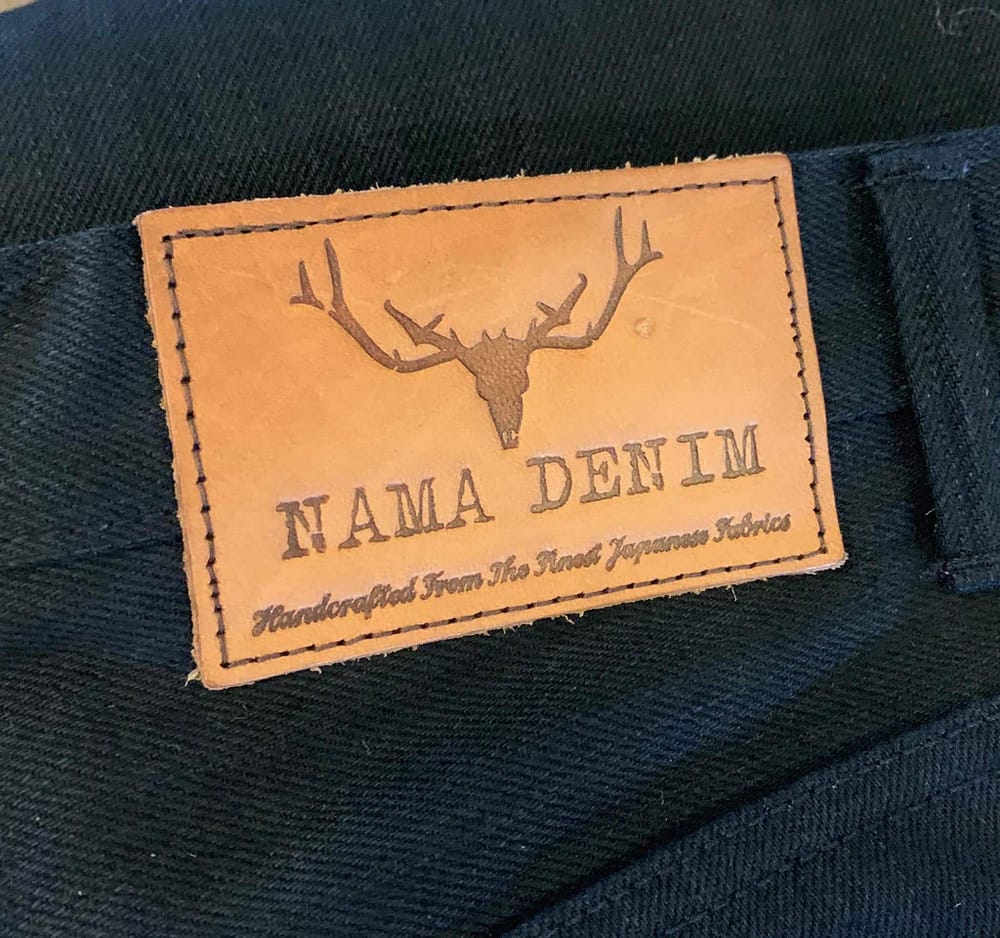 NAMA DENIM
Handcrafted From The Finest Japanese Fabrics